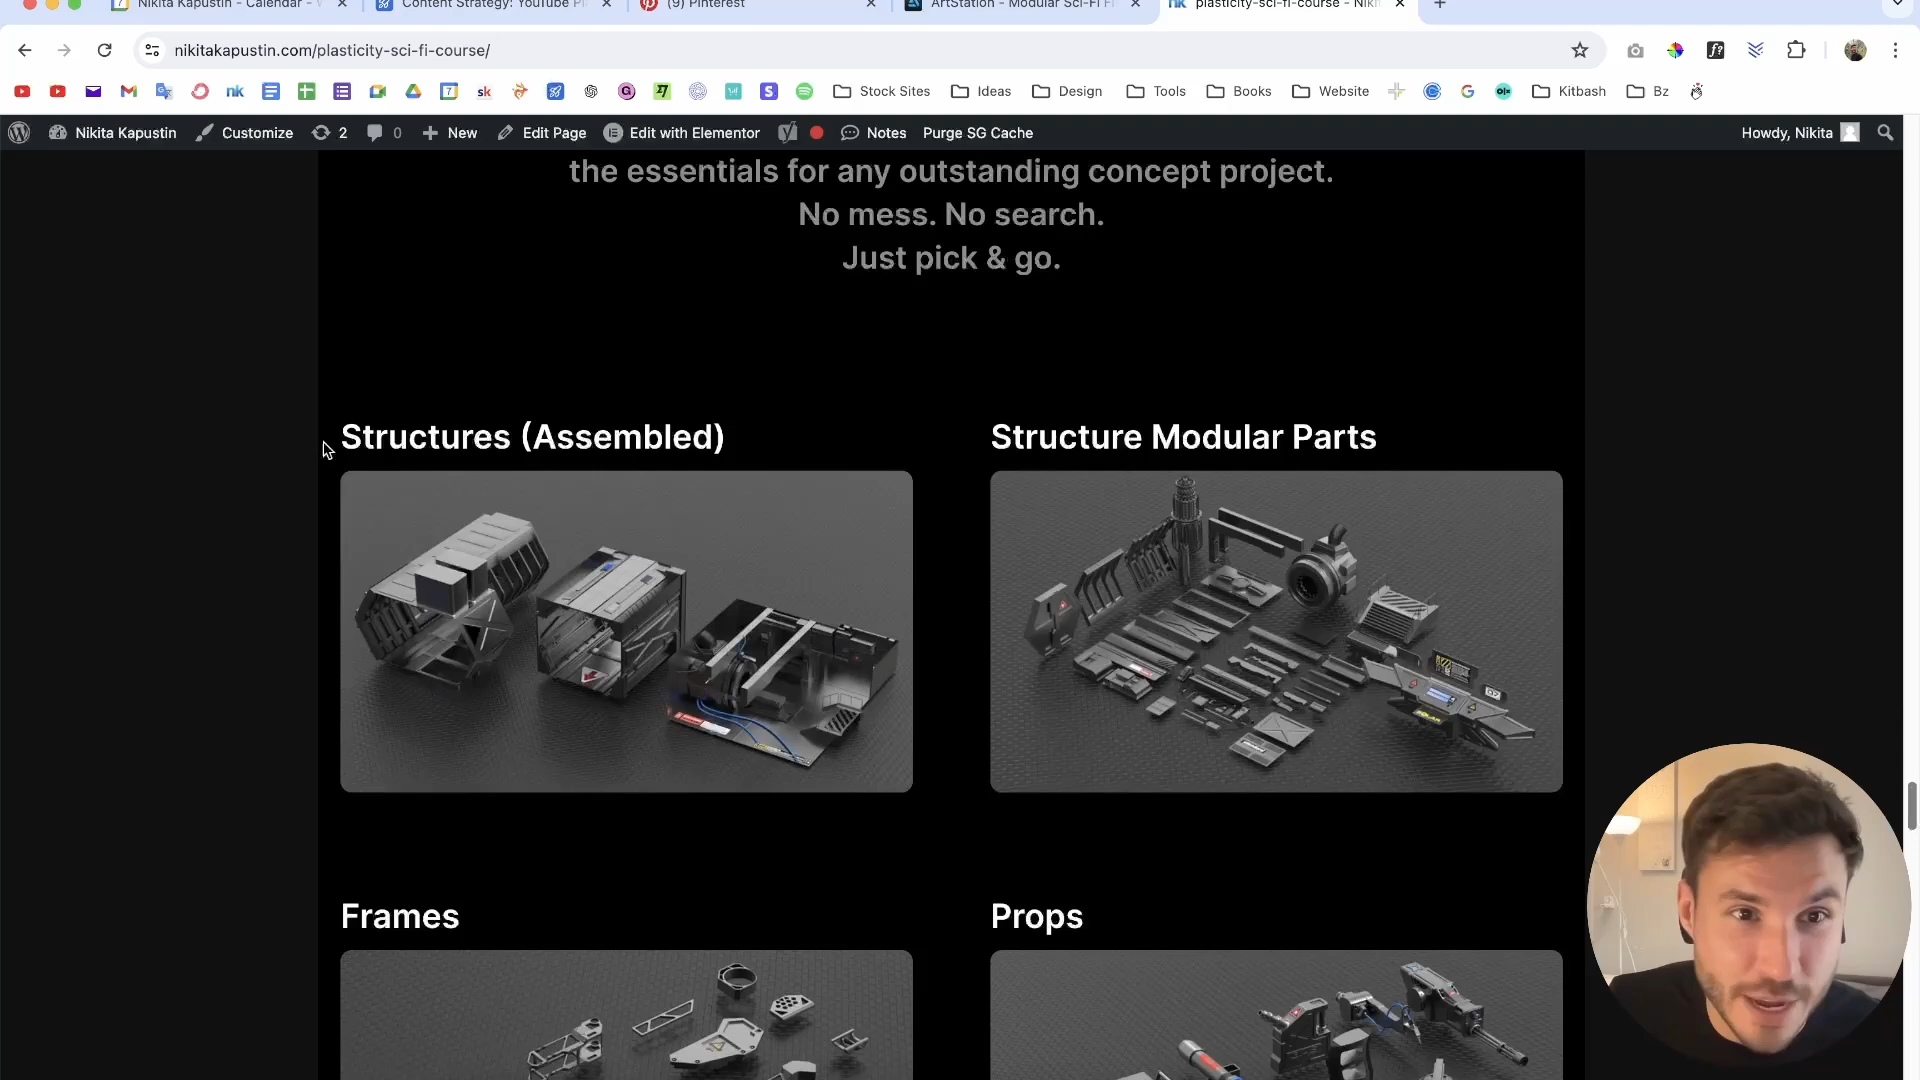 Nikita Kapustin - Calendar -
Content Strategy: YouTube
(9) Pinterest
ArtStation - Modular Sci-Fi
plasticity-sci-fi-course -
nikitakapustin.com/plasticity-sci-fi-course/
Stock Sites
Ideas
Design
Tools
Books
Website
Kitbash
Bz
Nikita Kapustin
Customize
2
0
New
Edit Page
Edit with Elementor
Notes
Purge SG Cache
Howdy, Nikita
the essentials for any outstanding concept project.
No mess. No search.
Just pick & go.
Structures (Assembled)
Structure Modular Parts
Frames
Props